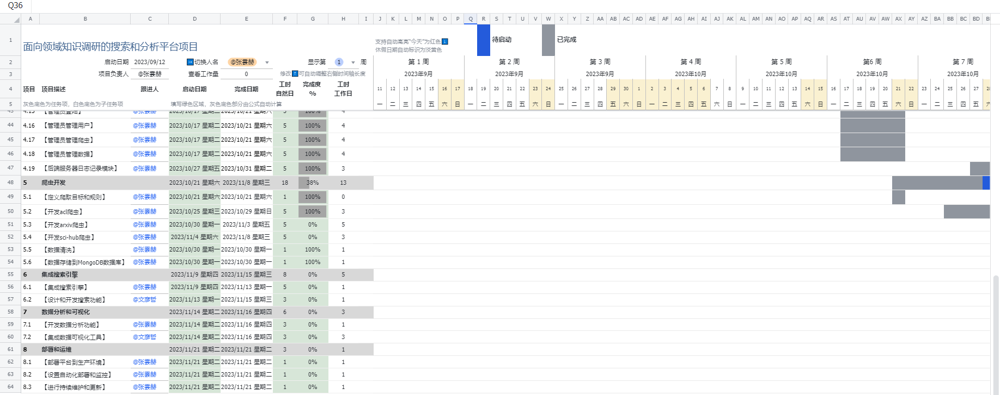 Q36
A B C D E F G H I J K L M N O P Q R S T U V W X Y Z AA AB AC AD AE AF AG AH AI AJ AK AL AM AN AO AP AQ AR AS AT AU AV AW AX AY AZ BA BB BC BD
1 面向领域知识调研的搜索和分析平台项目
支持自动高亮“今天”为红色
休假日期自动标识为淡黄色
待启动
已完成
2 启动日期 2023/09/12 切换人名 @张霎赫 显示第 1 周 第 1 周 第 2 周 第 3 周 第 4 周 第 5 周 第6 周 第 7 周
3 项目负责人 @张霎赫 查看工作量 0 修改 可自动调整右侧时间轴长度 2023年9月 2023年9月 2023年9月 2023年10月 2023年10月 2023年10月 2023年10月
4 项目 项目描述 跟进人 启动日期 完成日期 工时 自然日 完成度 % 工时 工作日 11 12 13 14 15 16 17 18 19 20 21 22 23 24 25 26 27 28 29 30 1 2 3 4 5 6 7 8 9 10 11 12 13 14 15 16 17 18 19 20 21 22 23 24 25 26 27 28
5 灰色底色为任务项，白色底色为子任务项 填写绿色区域，灰色底色部分由公式自动计算 一 二 三 四 五 六 日 一 二 三 四 五 六 日 一 二 三 四 五 六 日 一 二 三 四 五 六 日 一 二 三 四 五 六 日 一 二 三 四 五 六 日 一 二 三 四 五 六
43 4.15 【管理员登陆】 @张霎赫 2023/10/17 星期二 2023/10/21 星期六 5 100% 4
44 4.16 【管理员管理用户】 @张霎赫 2023/10/17 星期二 2023/10/21 星期六 5 100% 4
45 4.17 【管理员管理爬虫】 @张霎赫 2023/10/17 星期二 2023/10/21 星期六 5 100% 4
46 4.18 【管理员管理数据】 @张霎赫 2023/10/17 星期二 2023/10/21 星期六 5 100% 4
47 4.19 【后端服务器日志记录模块】 @张霎赫 2023/10/27 星期五 2023/10/31 星期二 5 100% 3
48 5 爬虫开发 2023/10/21 星期六 2023/11/8 星期三 18 38% 13
49 5.1 【定义爬取目标和规则】 @张霎赫 2023/10/21 星期六 2023/10/21 星期六 1 100% 0
50 5.2 【开发acl爬虫】 @张霎赫 2023/10/25 星期三 2023/10/29 星期日 5 100% 3
51 5.3 【开发arxiv爬虫】 @张霎赫 2023/10/30 星期一 2023/11/3 星期五 5 0% 5
52 5.4 【开发sci-hub爬虫】 @张霎赫 2023/11/4 星期六 2023/11/8 星期三 5 0% 3
53 5.5 【数据清洗】 @张霎赫 2023/10/30 星期一 2023/10/30 星期一 1 100% 1
54 5.6 【数据存储到MongoDB数据库】 @张霎赫 2023/10/30 星期一 2023/10/30 星期一 1 100% 1
55 6 集成搜索引擎 2023/11/9 星期四 2023/11/15 星期三 8 0% 5
56 6.1 【集成搜索引擎】 @张霎赫 2023/11/9 星期四 2023/11/13 星期一 5 0% 1
57 6.2 【设计和开发搜索功能】 @文彦哲 2023/11/13 星期一 2023/11/15 星期三 3 0% 1
58 7 数据分析和可视化 2023/11/14 星期二 2023/11/16 星期四 6 0% 3
59 7.1 【开发数据分析功能】 @张霎赫 2023/11/14 星期二 2023/11/16 星期四 3 0% 1
60 7.2 【集成数据可视化工具】 @文彦哲 2023/11/14 星期二 2023/11/16 星期四 3 0% 3
61 8 部署和运维 2023/11/21 星期二 2023/11/21 星期二 3 0% 1
62 8.1 【部署平台到生产环境】 @张霎赫 2023/11/21 星期二 2023/11/21 星期二 1 0% 1
63 8.2 【设置自动化部署和监控】 @张霎赫 2023/11/21 星期二 2023/11/21 星期二 1 0% 1
64 8.3 【进行持续维护和更新】 @张霎赫 2023/11/21 星期二 2023/11/21 星期二 1 0% 1